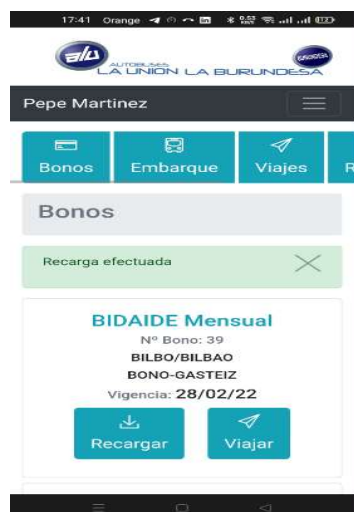 17:41 Orange
alu
AUTOBUSES
LA UNION LA BURUNDESA
Pepe Martinez
Bonos Embarque Viajes R
Bonos
Recarga efectuada
BIDAIDE Mensual
Nº Bono: 39
BILBO/BILBAO
BONO-GASTEIZ
Vigencia: 28/02/22
Recargar Viajar